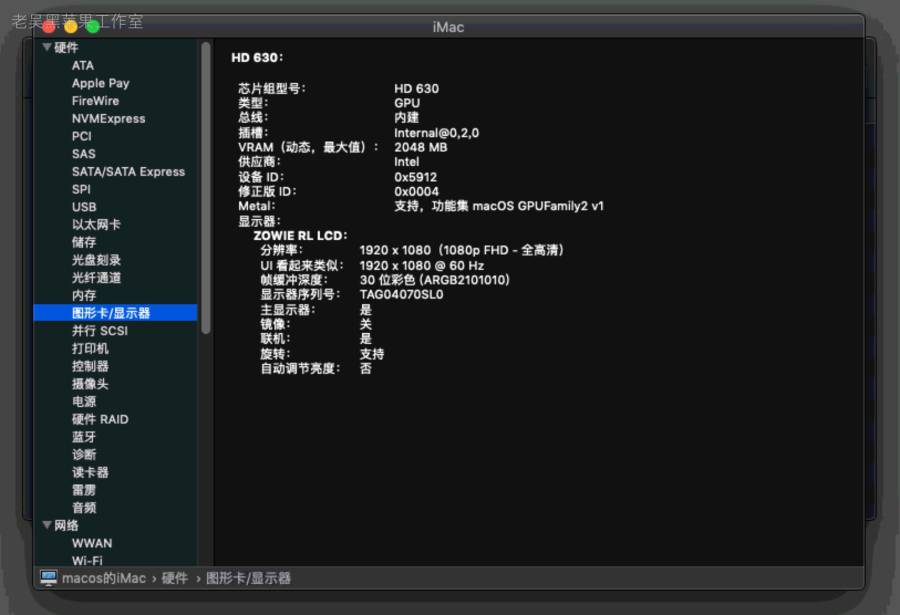 老吴黑苹果工作室
iMac
硬件
ATA
Apple Pay
FireWire
NVMExpress
PCI
SAS
SATA/SATA Express
SPI
USB
以太网卡
储存
光盘刻录
光纤通道
内存
图形卡/显示器
并行 SCSI
打印机
控制器
摄像头
电源
硬件 RAID
蓝牙
诊断
读卡器
雷雳
音频
网络
WWAN
Wi-Fi
HD 630：
芯片组型号： HD 630
类型： GPU
总线： 内建
插槽： Internal@0,2,0
VRAM（动态，最大值）： 2048 MB
供应商： Intel
设备 ID： 0x5912
修正版 ID： 0x0004
Metal： 支持，功能集 macOS GPUFamily2 v1
显示器：
ZOWIE RL LCD：
分辨率： 1920 x 1080（1080p FHD - 全高清）
UI 看起来类似： 1920 x 1080 @ 60 Hz
帧缓冲深度： 30 位彩色 (ARGB2101010)
显示器序列号： TAG04070SL0
主显示器： 是
镜像： 关
联机： 是
旋转： 支持
自动调节亮度： 否
macos的iMac › 硬件 › 图形卡/显示器